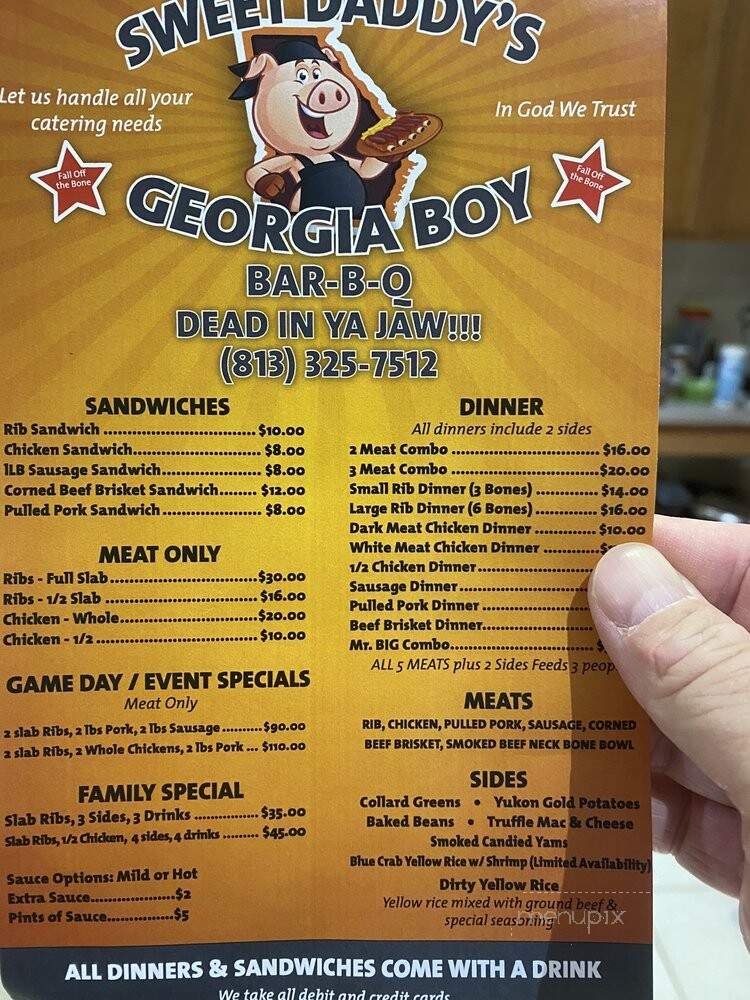 SWEET DADDY'S
Let us handle all your
catering needs
In God We Trust
Fall Off
the Bone
Fall Off
the Bone
GEORGIA BOY
BAR-B-Q
DEAD IN YA JAW!!!
(813) 325-7512
SANDWICHES
Rib Sandwich ................................ $10.00
Chicken Sandwich........................... $8.00
1LB Sausage Sandwich.................... $8.00
Corned Beef Brisket Sandwich........ $12.00
Pulled Pork Sandwich .................... $8.00
MEAT ONLY
Ribs - Full Slab................................ $30.00
Ribs - 1/2 Slab ................................ $16.00
Chicken - Whole.............................. $20.00
Chicken - 1/2 ................................... $10.00
GAME DAY / EVENT SPECIALS
Meat Only
2 slab Ribs, 2 lbs Pork, 2 lbs Sausage .......... $90.00
2 slab Ribs, 2 Whole Chickens, 2 lbs Pork ... $110.00
FAMILY SPECIAL
Slab Ribs, 3 Sides, 3 Drinks .................. $35.00
Slab Ribs, 1/2 Chicken, 4 sides, 4 drinks ......... $45.00
Sauce Options: Mild or Hot
Extra Sauce..................$2
Pints of Sauce...............$5
DINNER
All dinners include 2 sides
2 Meat Combo ................................ $16.00
3 Meat Combo ................................ $20.00
Small Rib Dinner (3 Bones) ............. $14.00
Large Rib Dinner (6 Bones) ............. $16.00
Dark Meat Chicken Dinner .............. $10.00
White Meat Chicken Dinner ...........
1/2 Chicken Dinner........................
Sausage Dinner............................
Pulled Pork Dinner ......................
Beef Brisket Dinner......................
Mr. BIG Combo.............................. $
ALL 5 MEATS plus 2 Sides Feeds 3 peop
MEATS
RIB, CHICKEN, PULLED PORK, SAUSAGE, CORNED
BEEF BRISKET, SMOKED BEEF NECK BONE BOWL
SIDES
Collard Greens • Yukon Gold Potatoes
Baked Beans • Truffle Mac & Cheese
Smoked Candied Yams
Blue Crab Yellow Rice w/ Shrimp (Limited Availability)
Dirty Yellow Rice
Yellow rice mixed with ground beef &
special seasoning!
menupix
ALL DINNERS & SANDWICHES COME WITH A DRINK
We take all debit and credit cards